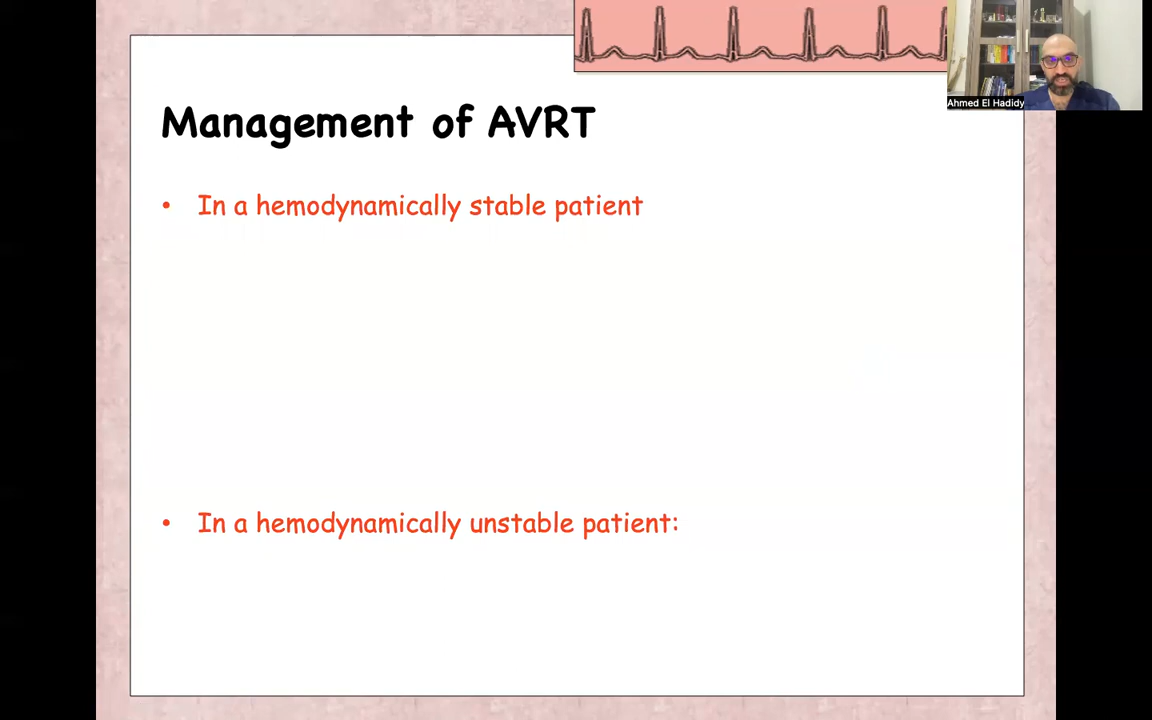 Ahmed El Hadidy
Management of AVRT
• In a hemodynamically stable patient
• In a hemodynamically unstable patient: